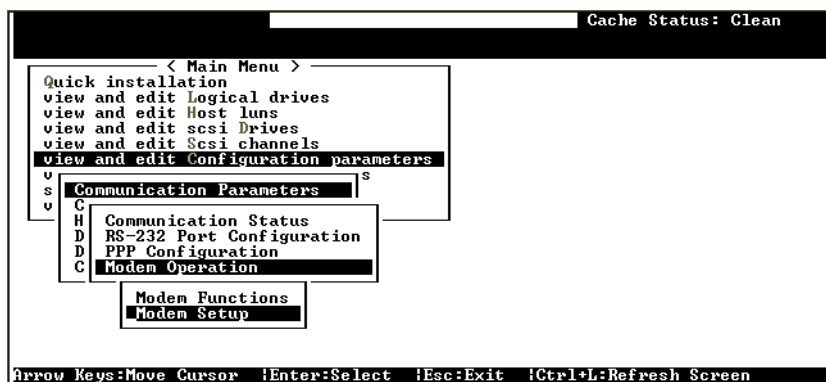 Cache Status: Clean
< Main Menu >
Quick installation
view and edit Logical drives
view and edit Host luns
view and edit scsi Drives
view and edit Scsi channels
view and edit Configuration parameters
v s
s Communication Parameters
v C
H Communication Status
D RS-232 Port Configuration
D PPP Configuration
C Modem Operation
Modem Functions
Modem Setup
Arrow Keys:Move Cursor |Enter:Select |Esc:Exit |Ctrl+L:Refresh Screen